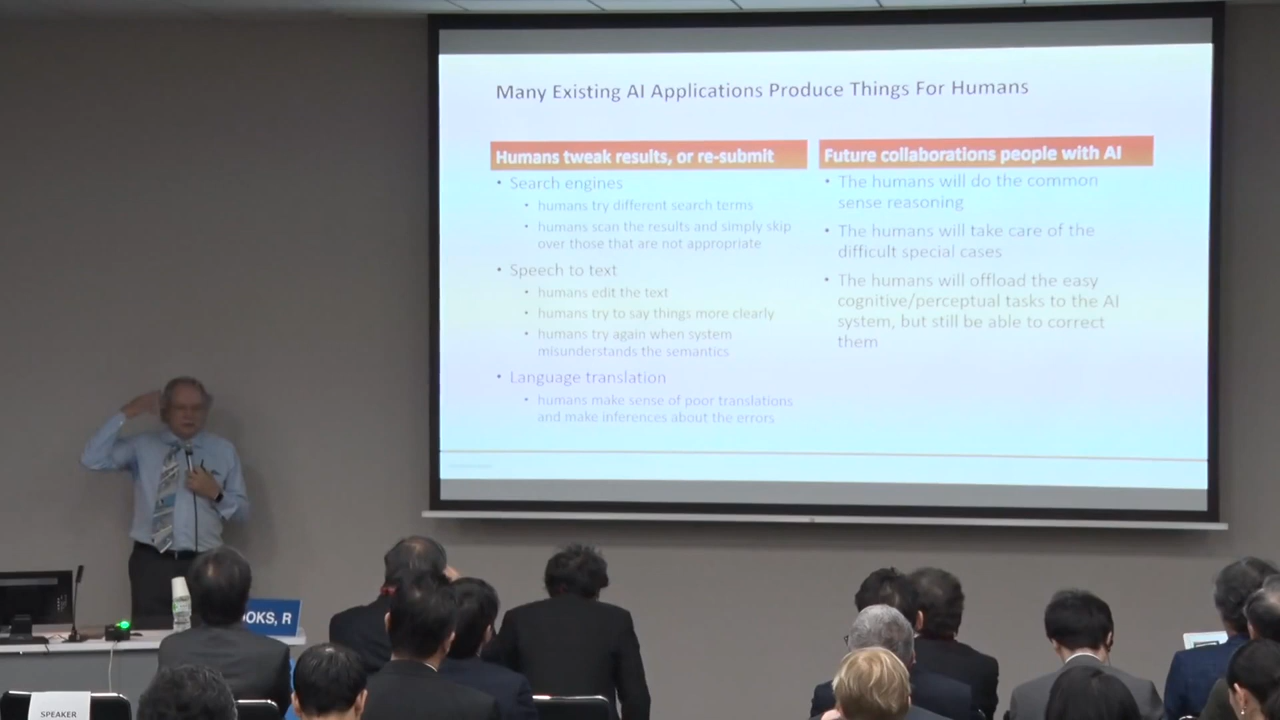 Many Existing AI Applications Produce Things For Humans
Humans tweak results, or re-submit
• Search engines
• humans try different search terms
• humans scan the results and simply skip
over those that are not appropriate
• Speech to text
• humans edit the text
• humans try to say things more clearly
• humans try again when system
misunderstands the semantics
• Language translation
• humans make sense of poor translations
and make inferences about the errors
Future collaborations people with AI
• The humans will do the common
sense reasoning
• The humans will take care of the
difficult special cases
• The humans will offload the easy
cognitive/perceptual tasks to the AI
system, but still be able to correct
them
OKS, R
SPEAKER